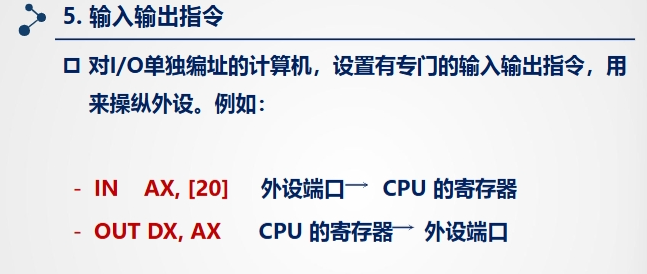 5. 输入输出指令
对I/O单独编址的计算机，设置有专门的输入输出指令，用
来操纵外设。例如：
- IN AX, [20] 外设端口→ CPU 的寄存器
- OUT DX, AX CPU 的寄存器→ 外设端口